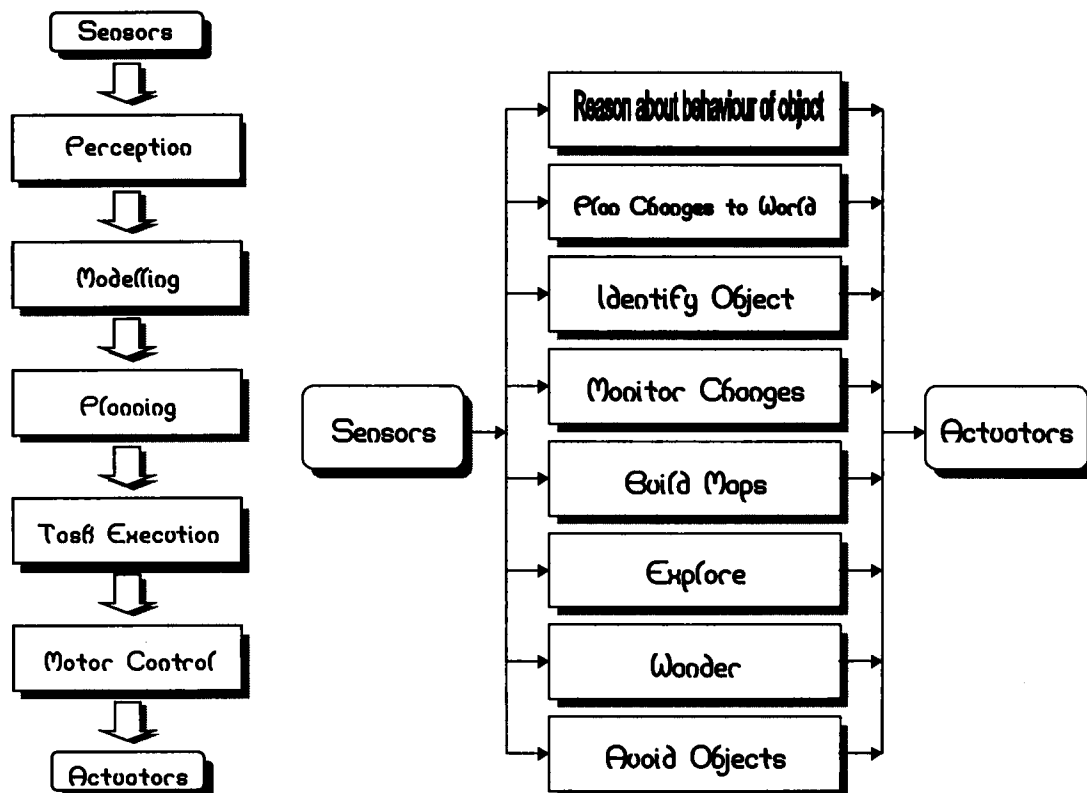 Sensors
Perception
Modelling
Planning
Task Execution
Motor Control
Actuators
Sensors
Reason about behaviour of object
Plan Changes to World
Identify Object
Monitor Changes
Build Maps
Explore
Wander
Avoid Objects
Actuators